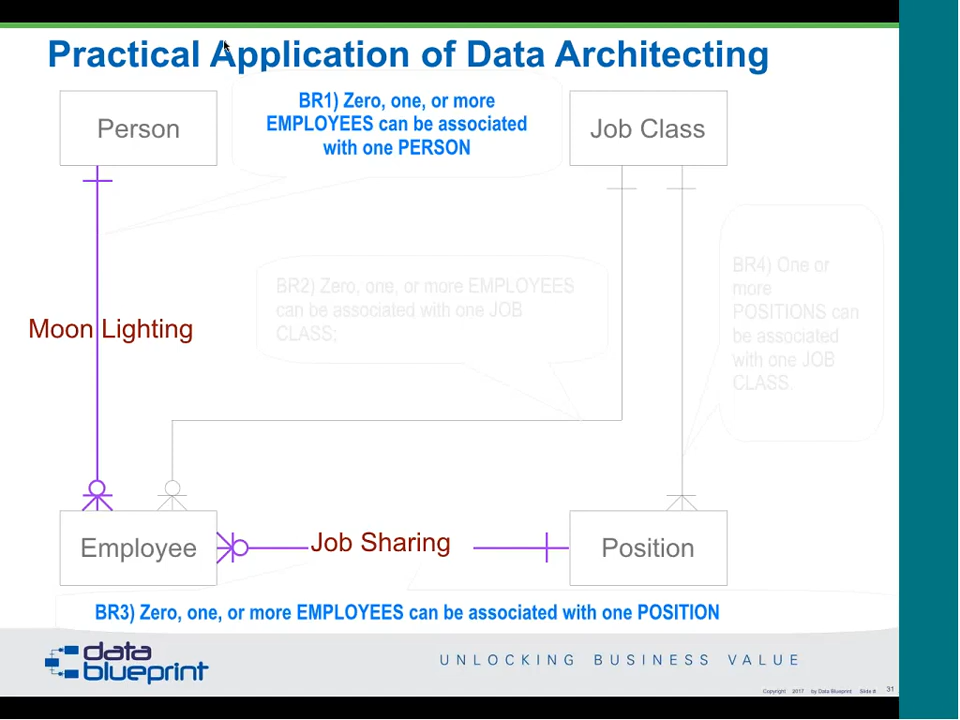 Practical Application of Data Architecting
Person
BR1) Zero, one, or more
EMPLOYEES can be associated
with one PERSON
Job Class
BR2) Zero, one, or more EMPLOYEES
can be associated with one JOB
CLASS;
BR4) One or
more
POSITIONS can
be associated
with one JOB
CLASS.
Moon Lighting
Employee
Job Sharing
Position
BR3) Zero, one, or more EMPLOYEES can be associated with one POSITION
data
blueprint
UNLOCKING BUSINESS VALUE
Copyright 2017 by Data Blueprint Slide # 31